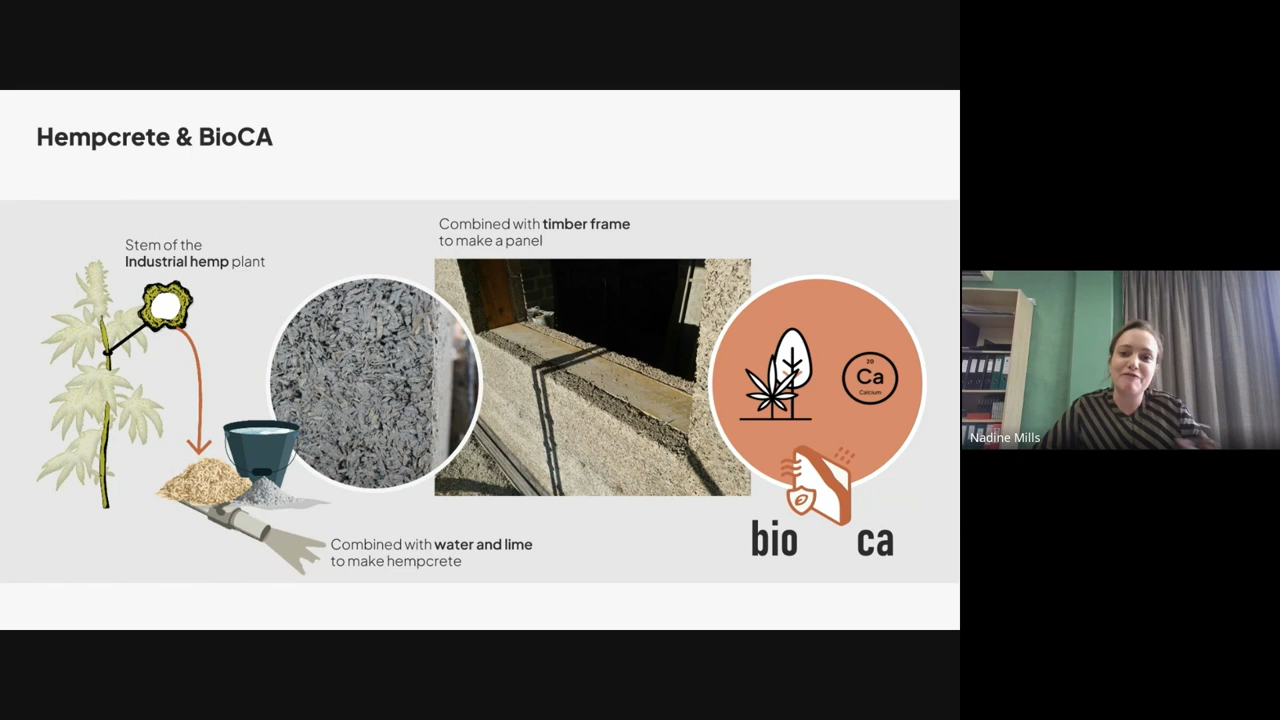 Hempcrete & BioCA
Stem of the
Industrial hemp plant
Combined with timber frame
to make a panel
20
Ca
Calcium
Combined with water and lime
to make hempcrete
bio ca
Nadine Mills